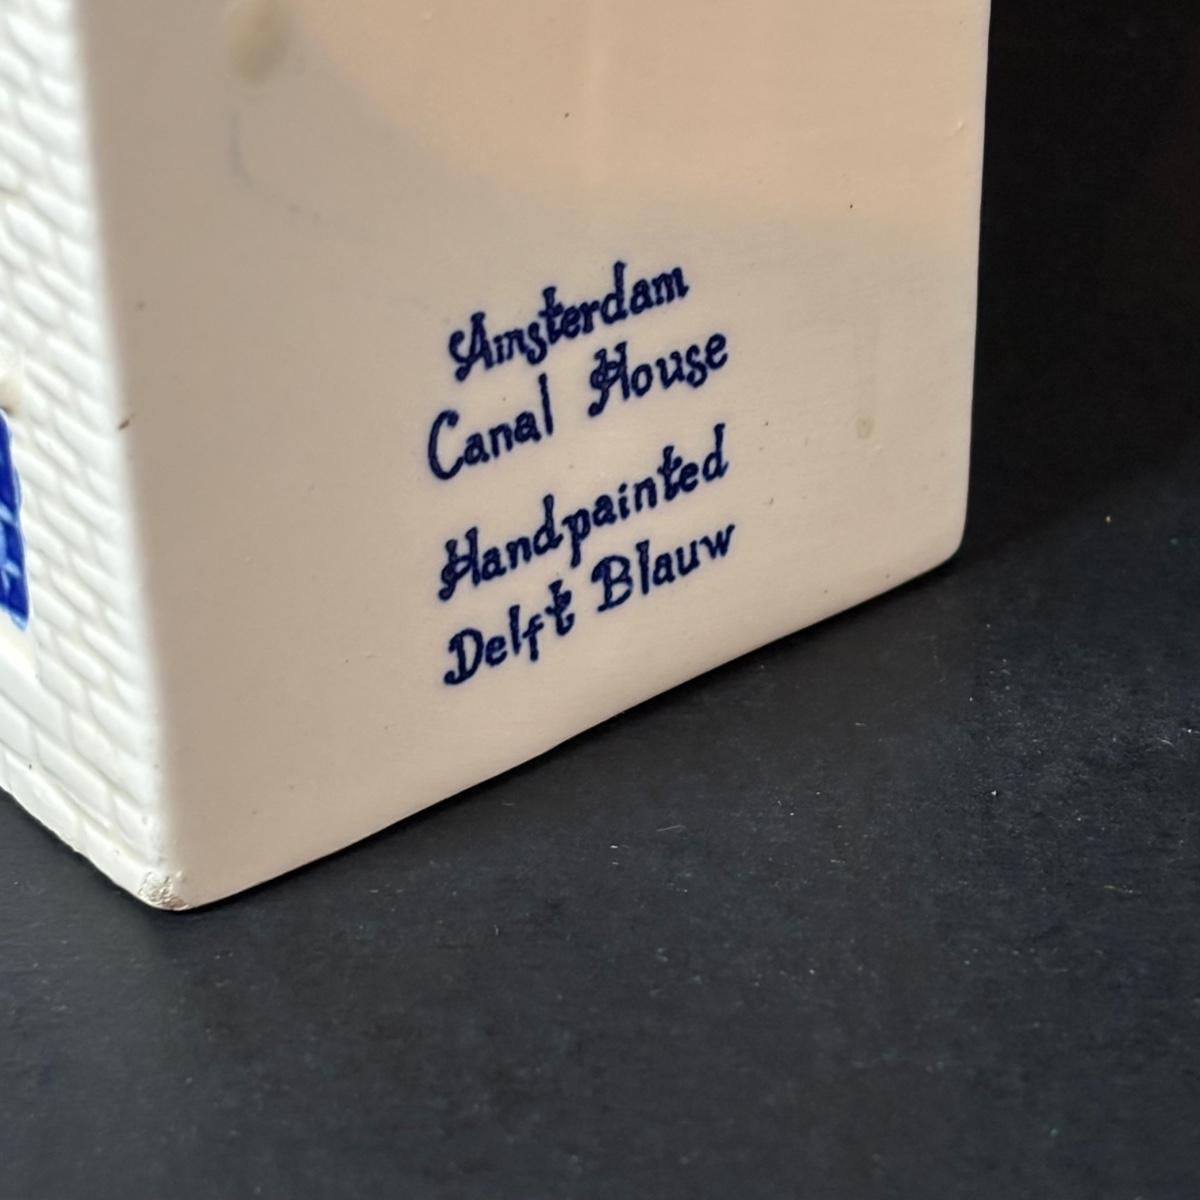 Amsterdam
Canal House
Handpainted
Delft Blauw